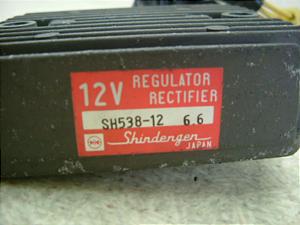 12V REGULATOR
RECTIFIER
SH538-12 6.6
Shindengen
JAPAN